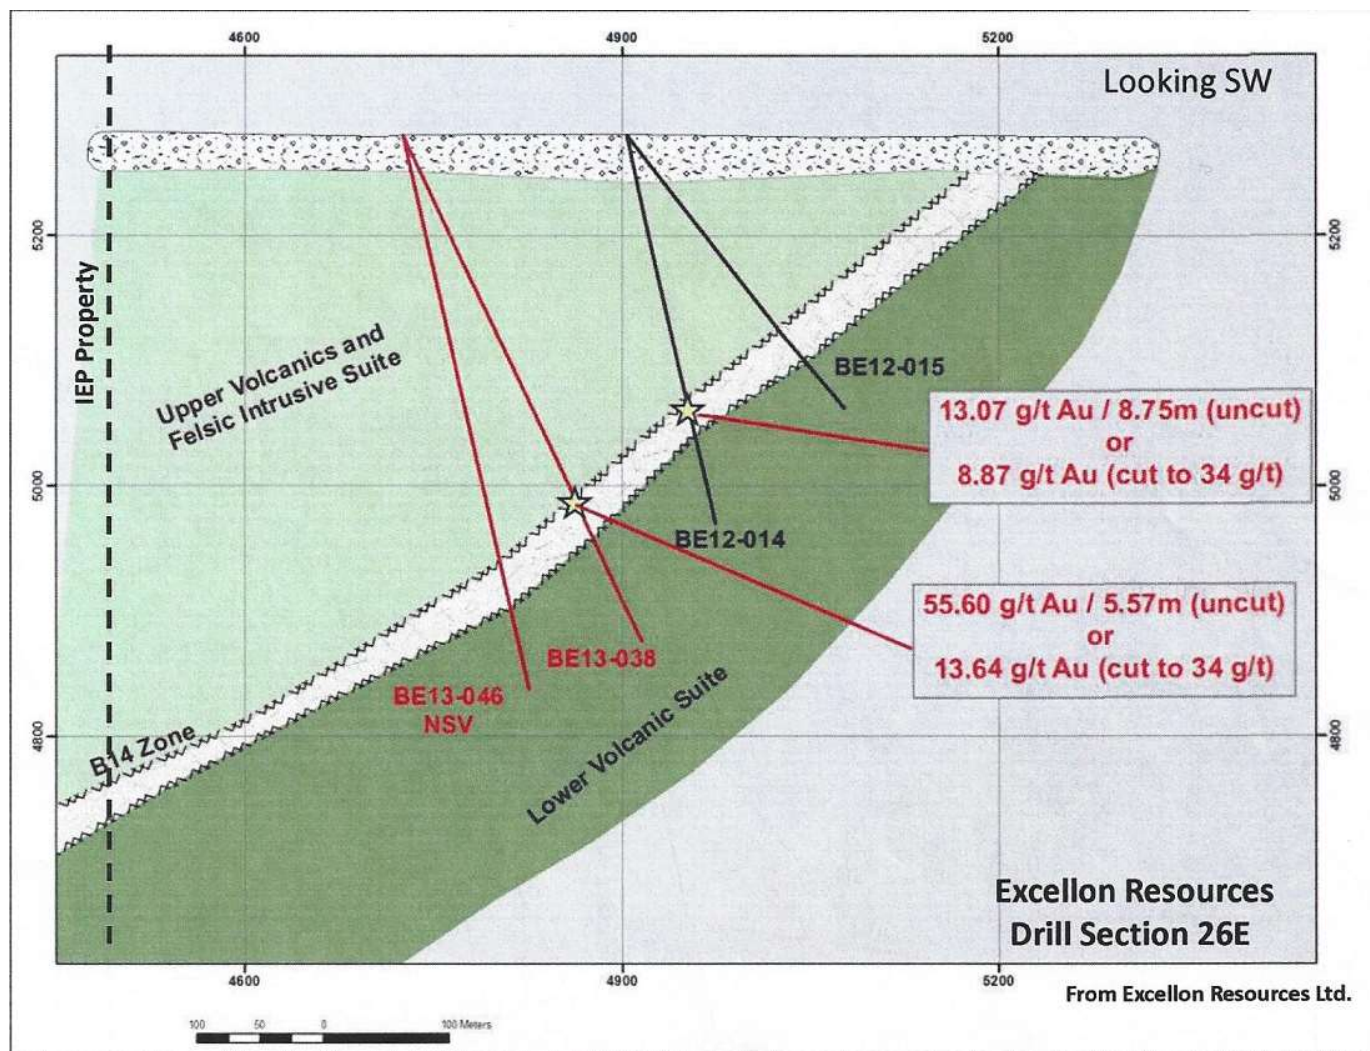 4600
4900
5200
Looking SW
5200
5200
IEP Property
Upper Volcanics and
Felsic Intrusive Suite
BE12-015
13.07 g/t Au / 8.75m (uncut)
or
8.87 g/t Au (cut to 34 g/t)
5000
5000
BE12-014
55.60 g/t Au / 5.57m (uncut)
or
13.64 g/t Au (cut to 34 g/t)
BE13-038
BE13-046
NSV
B14 Zone
4800
4800
Lower Volcanic Suite
Excellon Resources
Drill Section 26E
4600
4900
5200
From Excellon Resources Ltd.
100 50 0 100 Meters